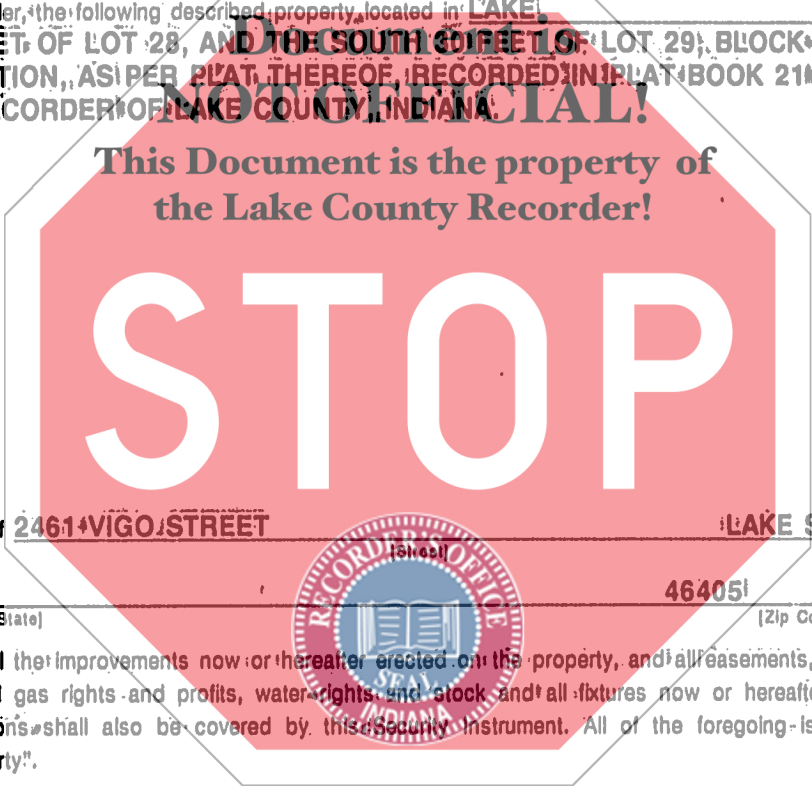 er, the following described property located in LAKE
Document is
T OF LOT 28, AND THE SOUTH FEET OF LOT 29, BLOCK
TION, AS PER PLAT THEREOF, RECORDED IN PLAT BOOK 21
NOT OFFICIAL!
CORDER OF LAKE COUNTY, INDIANA.
This Document is the property of
the Lake County Recorder!
STOP
2461 VIGO STREET LAKE S
[Street]
46405
State] [Zip Co
RECORDER'S OFFICE
SEAL
INDIANA
the improvements now or hereafter erected on the property, and all easements,
gas rights and profits, water rights and stock and all fixtures now or hereafte
ons shall also be covered by this Security Instrument. All of the foregoing is
rty".